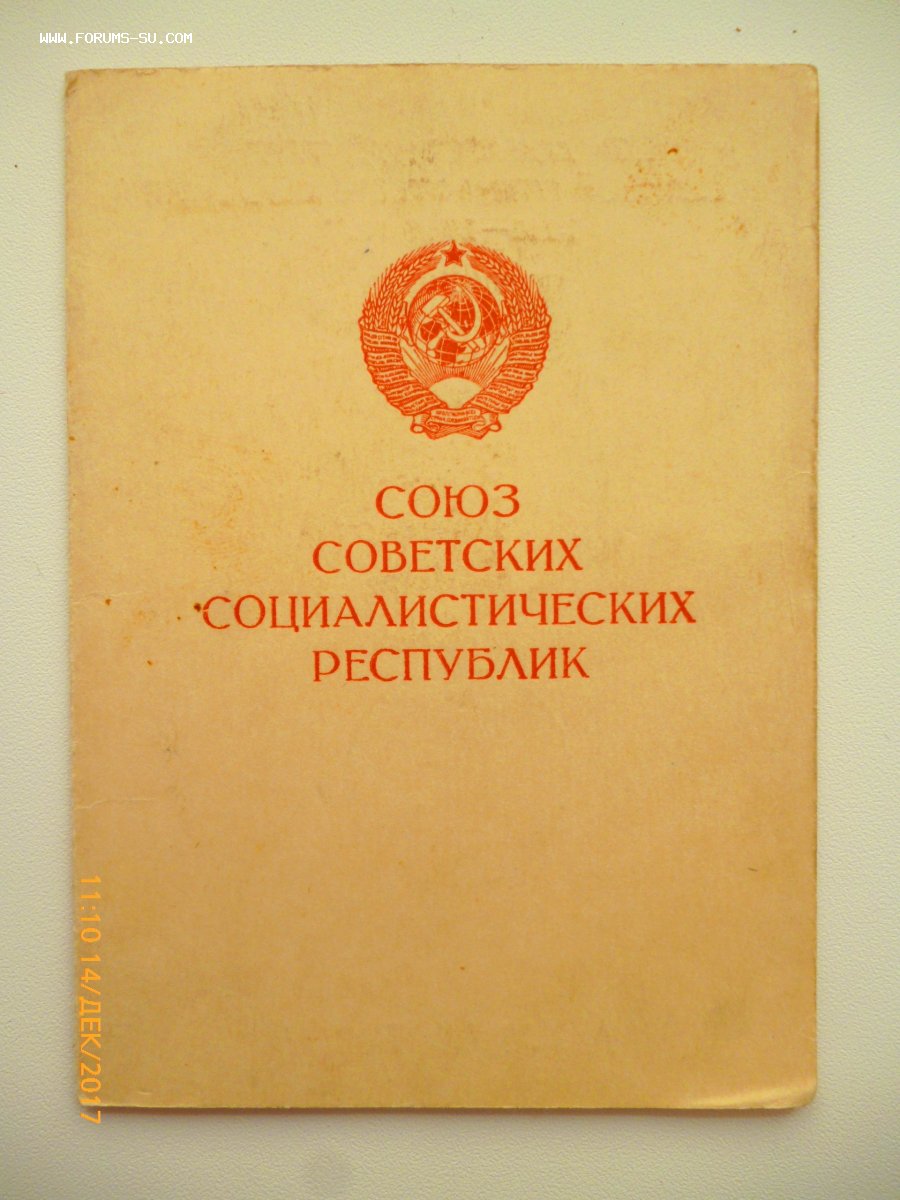 WWW.FORUMS-SU.COM
СОЮЗ
СОВЕТСКИХ
СОЦИАЛИСТИЧЕСКИХ
РЕСПУБЛИК
11:10 14/ДЕК/2017